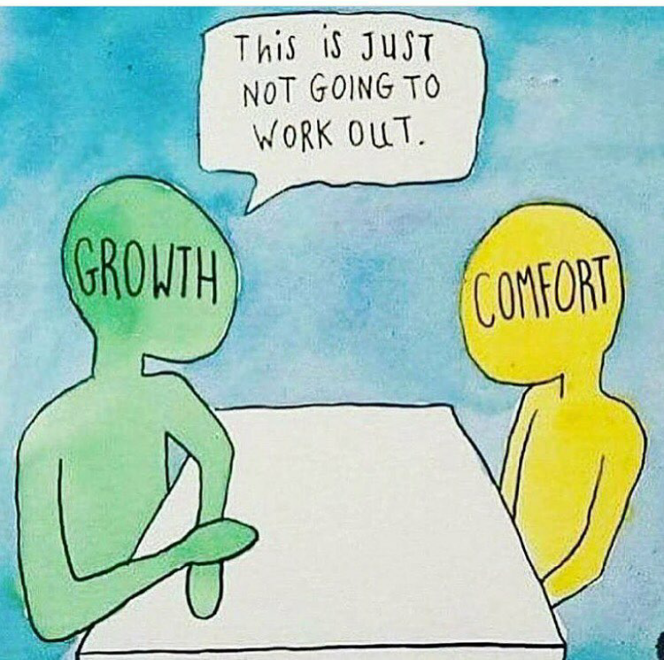 This is JUST
NOT GOING TO
WORK OUT.
GROWTH
COMFORT